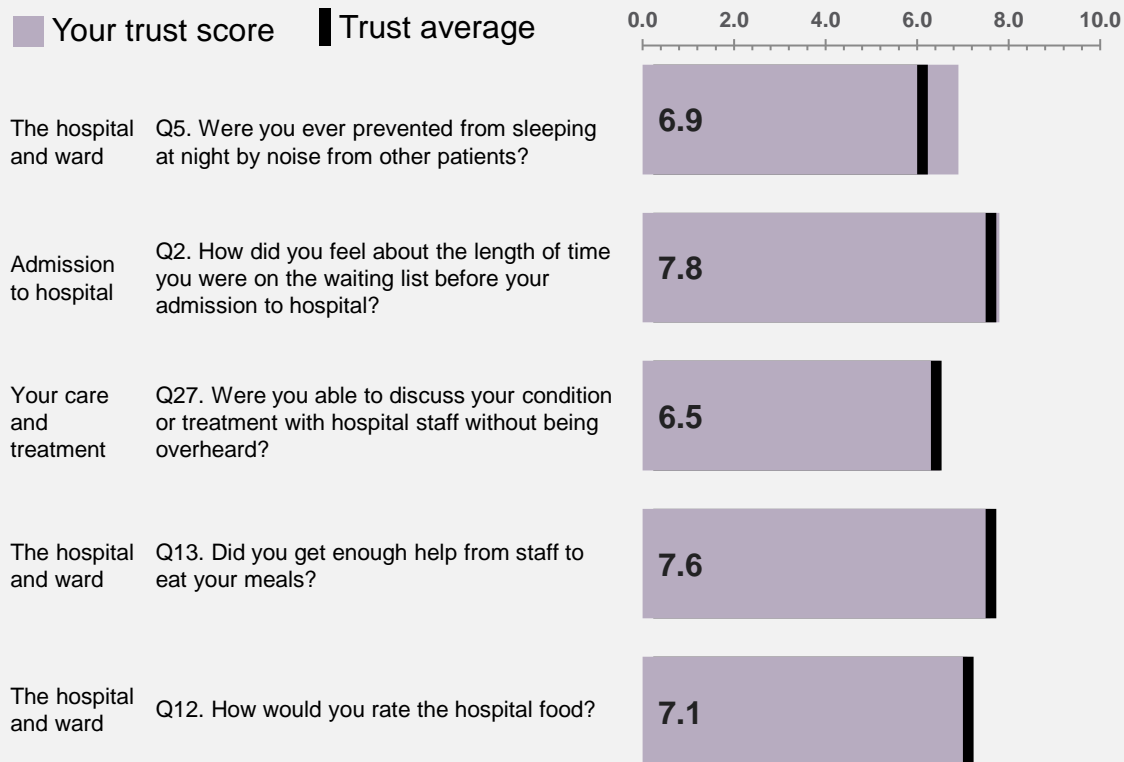 Your trust score
Trust average
0.0 2.0 4.0 6.0 8.0 10.0
The hospital
and ward
Q5. Were you ever prevented from sleeping
at night by noise from other patients?
6.9
Admission
to hospital
Q2. How did you feel about the length of time
you were on the waiting list before your
admission to hospital?
7.8
Your care
and
treatment
Q27. Were you able to discuss your condition
or treatment with hospital staff without being
overheard?
6.5
The hospital
and ward
Q13. Did you get enough help from staff to
eat your meals?
7.6
The hospital
and ward
Q12. How would you rate the hospital food?
7.1